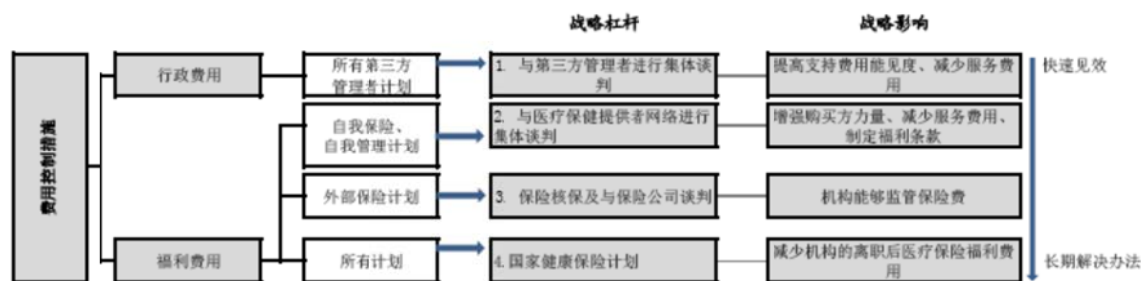 战略杠杆
战略影响
费用控制措施
行政费用
所有第三方
管理者计划
1. 与第三方管理者进行集体谈
判
提高支持费用能见度、减少服务费
用
快速见效
自我保险、
自我管理计划
2. 与医疗保健提供者网络进行
集体谈判
增强购买方力量、减少服务费用、
制定福利条款
外部保险计划
3. 保险核保及与保险公司谈判
机构能够监管保险费
福利费用
所有计划
4.国家健康保险计划
减少机构的离职后医疗保险福利费
用
长期解决办法